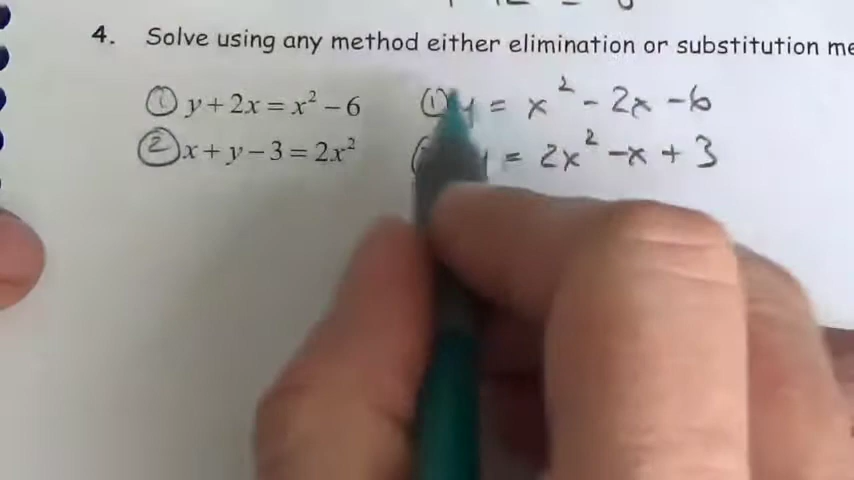 4. Solve using any method either elimination or substitution me
① y + 2x = x² − 6 ① y = x² − 2x − 6
② x + y − 3 = 2x² y = 2x² − x + 3